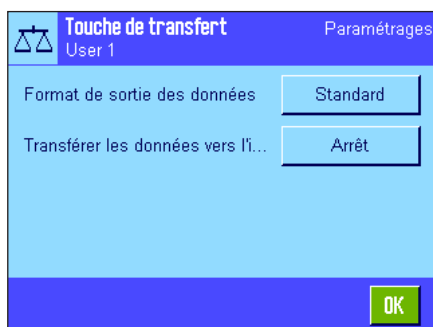 Touche de transfert
Paramétrages
User 1
Format de sortie des données
Standard
Transférer les données vers l'i...
Arrêt
OK